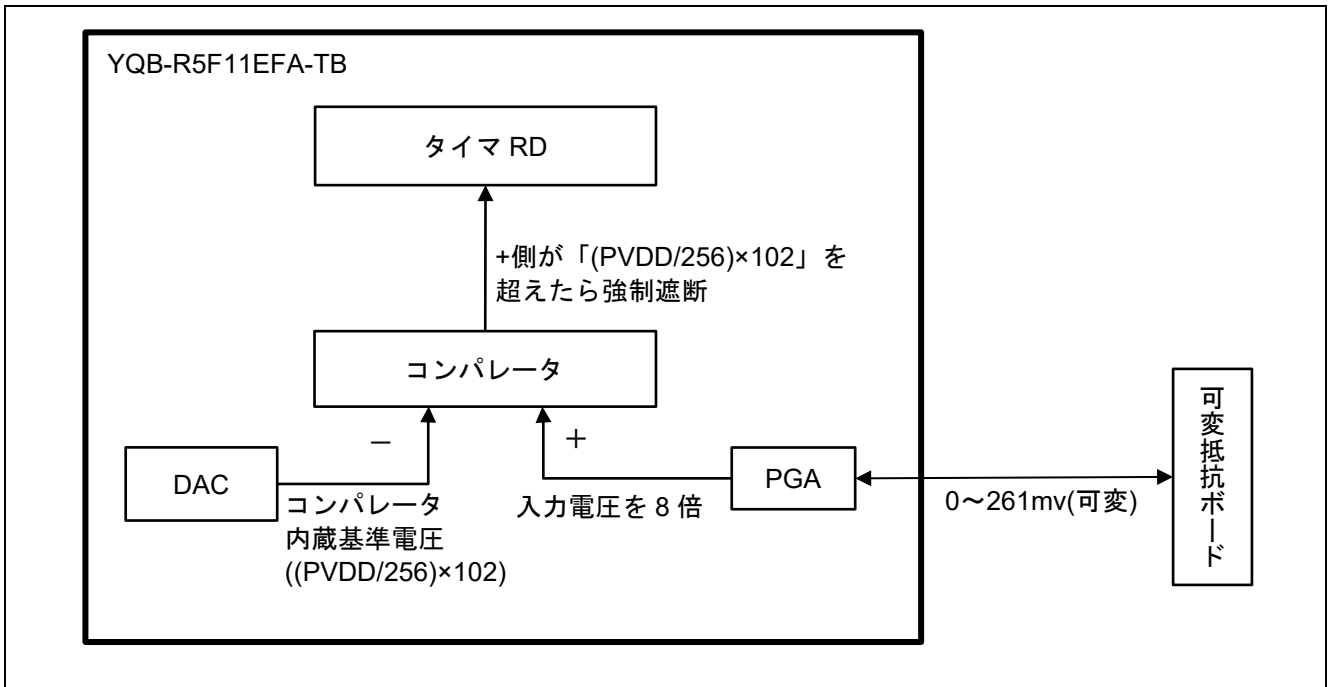 YQB-R5F11EFA-TB
タイマ RD
+側が「(PVDD/256)×102」を
超えたら強制遮断
コンパレータ
－
＋
DAC
PGA
コンパレータ
内蔵基準電圧
((PVDD/256)×102)
入力電圧を 8 倍
0～261mv(可変)
可変抵抗ボード